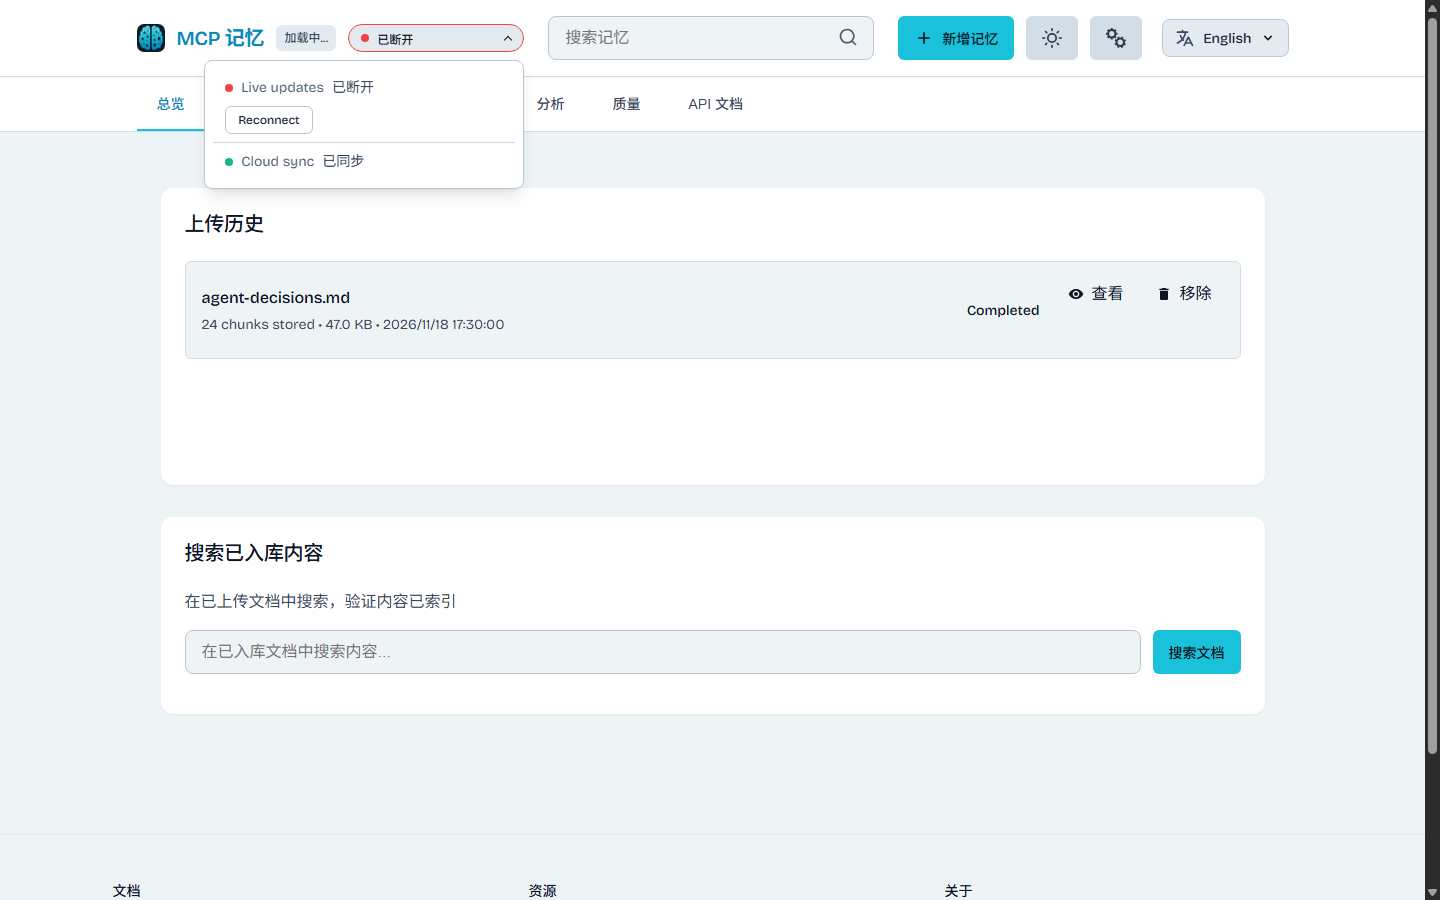 MCP 记忆
加载中...
已断开
搜索记忆
新增记忆
English
Live updates 已断开
Reconnect
Cloud sync 已同步
总览
分析
质量
API 文档
上传历史
agent-decisions.md
24 chunks stored • 47.0 KB • 2026/11/18 17:30:00
Completed
查看
移除
搜索已入库内容
在已上传文档中搜索，验证内容已索引
在已入库文档中搜索内容...
搜索文档
文档
资源
关于